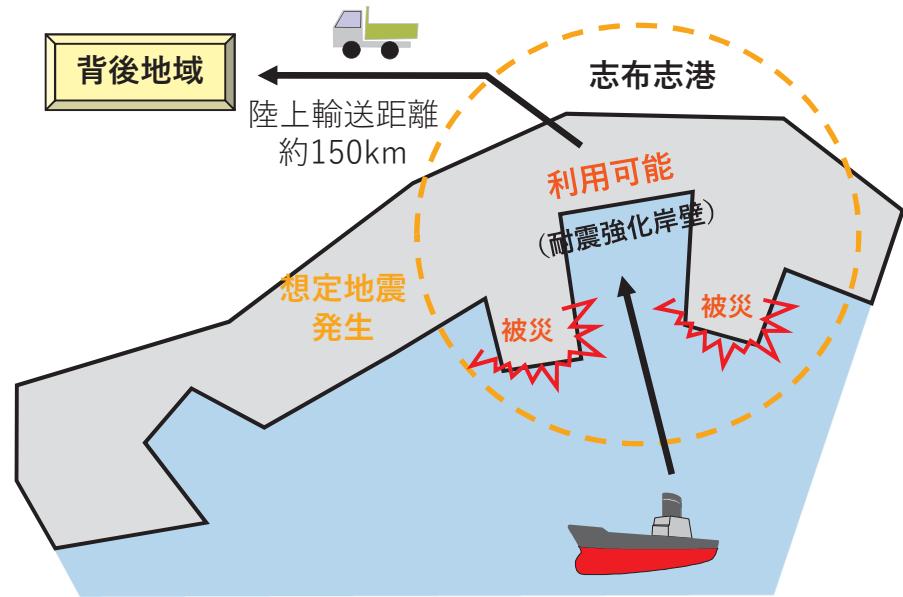 背後地域
志布志港
陸上輸送距離
約150km
利用可能
（耐震強化岸壁）
想定地震
発生
被災
被災